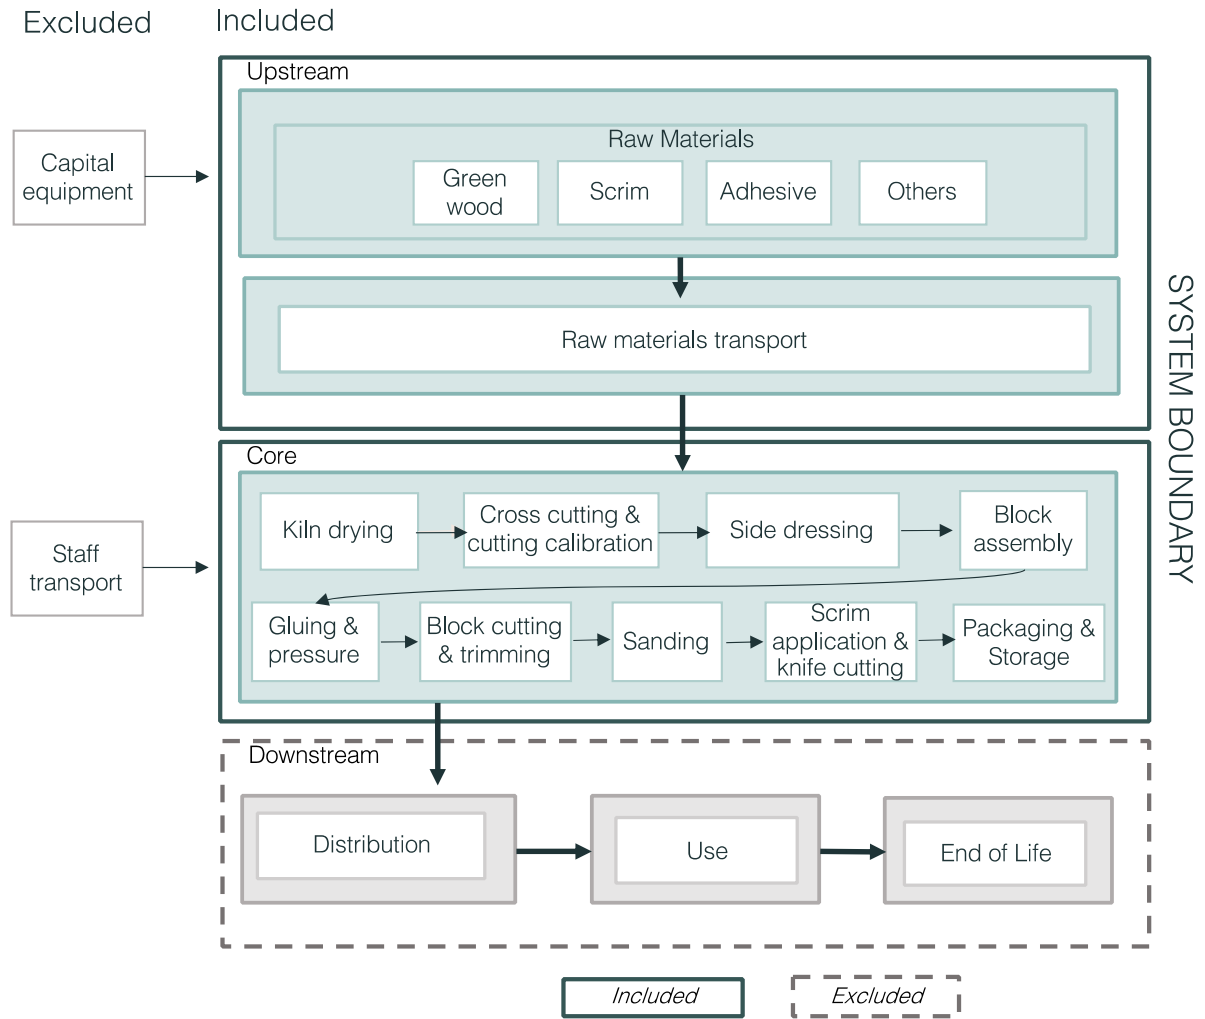 Excluded
Included
Upstream
Raw Materials
Green
wood
Scrim
Adhesive
Others
Capital
equipment
Raw materials transport
SYSTEM BOUNDARY
Core
Kiln drying
Cross cutting &
cutting calibration
Side dressing
Block
assembly
Staff
transport
Gluing &
pressure
Block cutting
& trimming
Sanding
Scrim
application &
knife cutting
Packaging &
Storage
Downstream
Distribution
Use
End of Life
Included
Excluded